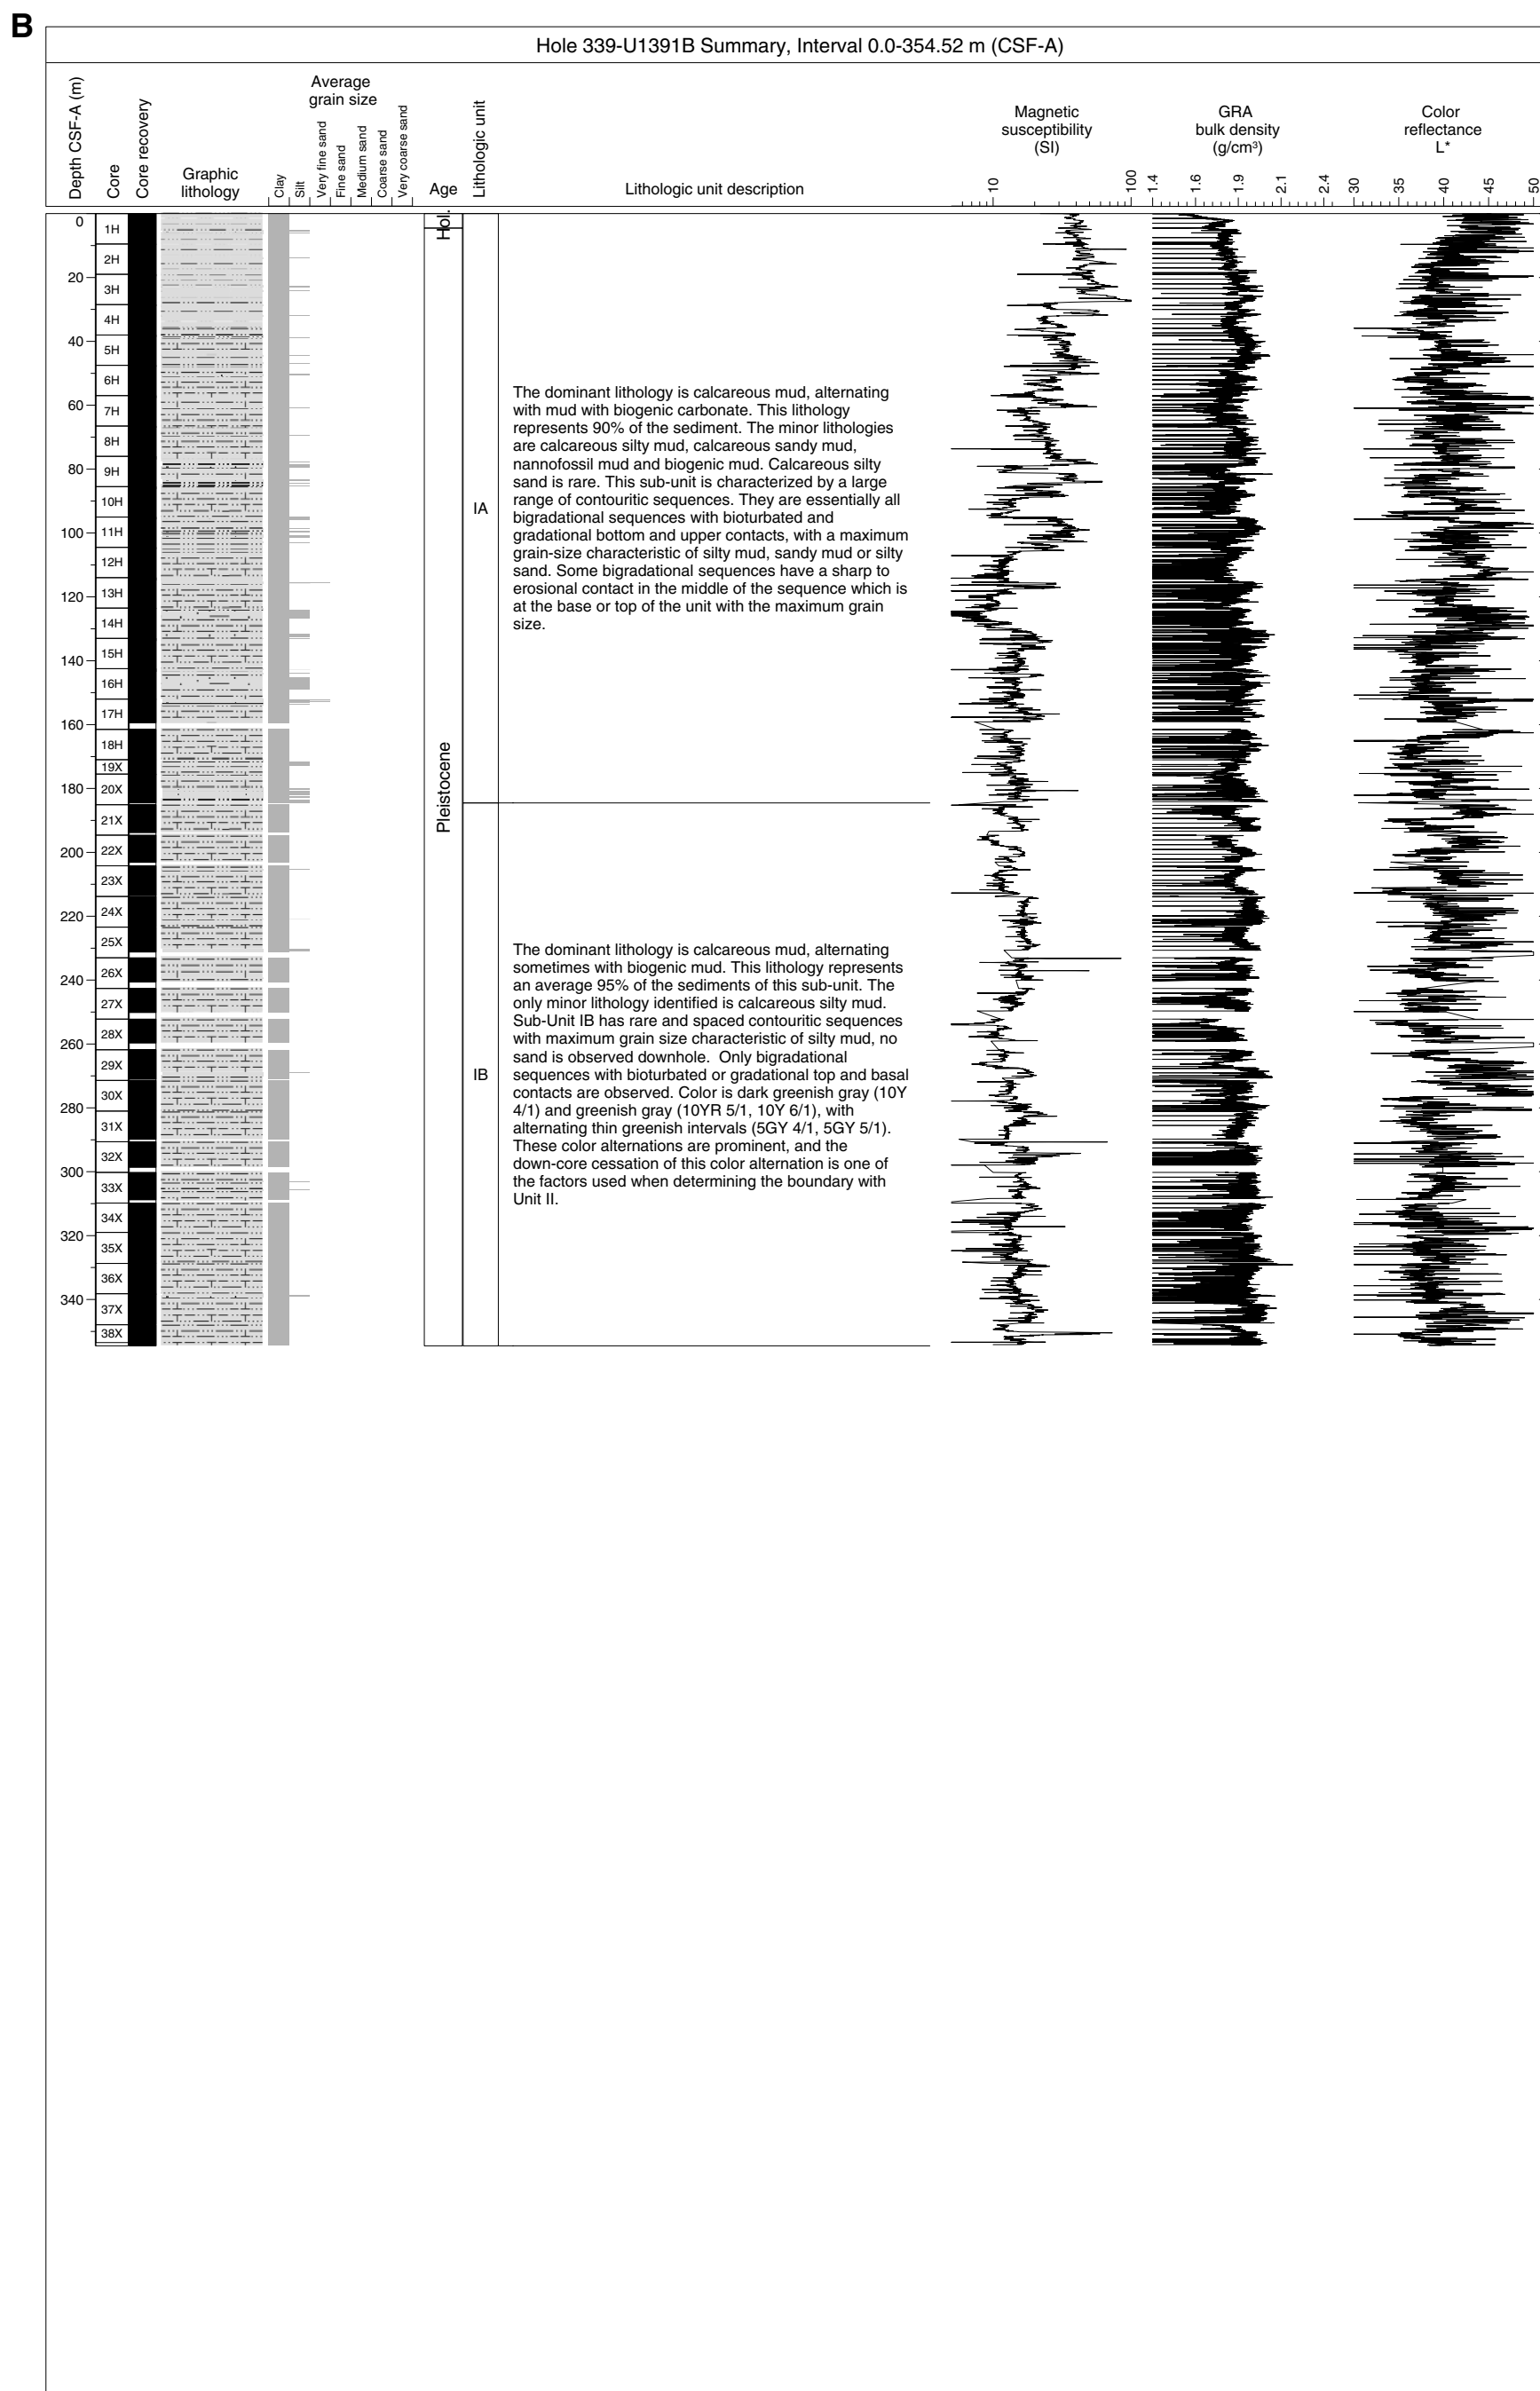 B
Hole 339-U1391B Summary, Interval 0.0-354.52 m (CSF-A)
Depth CSF-A (m)
Core
Core recovery
Graphic
lithology
Average
grain size
Clay
Silt
Very fine sand
Fine sand
Medium sand
Coarse sand
Very coarse sand
Age
Lithologic unit
Lithologic unit description
Magnetic
susceptibility
(SI)
10
100
GRA
bulk density
(g/cm³)
1.4
1.6
1.9
2.1
2.4
Color
reflectance
L*
30
35
40
45
50
0
20
40
60
80
100
120
140
160
180
200
220
240
260
280
300
320
340
1H
2H
3H
4H
5H
6H
7H
8H
9H
10H
11H
12H
13H
14H
15H
16H
17H
18H
19X
20X
21X
22X
23X
24X
25X
26X
27X
28X
29X
30X
31X
32X
33X
34X
35X
36X
37X
38X
Hol.
Pleistocene
IA
The dominant lithology is calcareous mud, alternating
with mud with biogenic carbonate. This lithology
represents 90% of the sediment. The minor lithologies
are calcareous silty mud, calcareous sandy mud,
nannofossil mud and biogenic mud. Calcareous silty
sand is rare. This sub-unit is characterized by a large
range of contouritic sequences. They are essentially all
bigradational sequences with bioturbated and
gradational bottom and upper contacts, with a maximum
grain-size characteristic of silty mud, sandy mud or silty
sand. Some bigradational sequences have a sharp to
erosional contact in the middle of the sequence which is
at the base or top of the unit with the maximum grain
size.
IB
The dominant lithology is calcareous mud, alternating
sometimes with biogenic mud. This lithology represents
an average 95% of the sediments of this sub-unit. The
only minor lithology identified is calcareous silty mud.
Sub-Unit IB has rare and spaced contouritic sequences
with maximum grain size characteristic of silty mud, no
sand is observed downhole.  Only bigradational
sequences with bioturbated or gradational top and basal
contacts are observed. Color is dark greenish gray (10Y
4/1) and greenish gray (10YR 5/1, 10Y 6/1), with
alternating thin greenish intervals (5GY 4/1, 5GY 5/1).
These color alternations are prominent, and the
down-core cessation of this color alternation is one of
the factors used when determining the boundary with
Unit II.